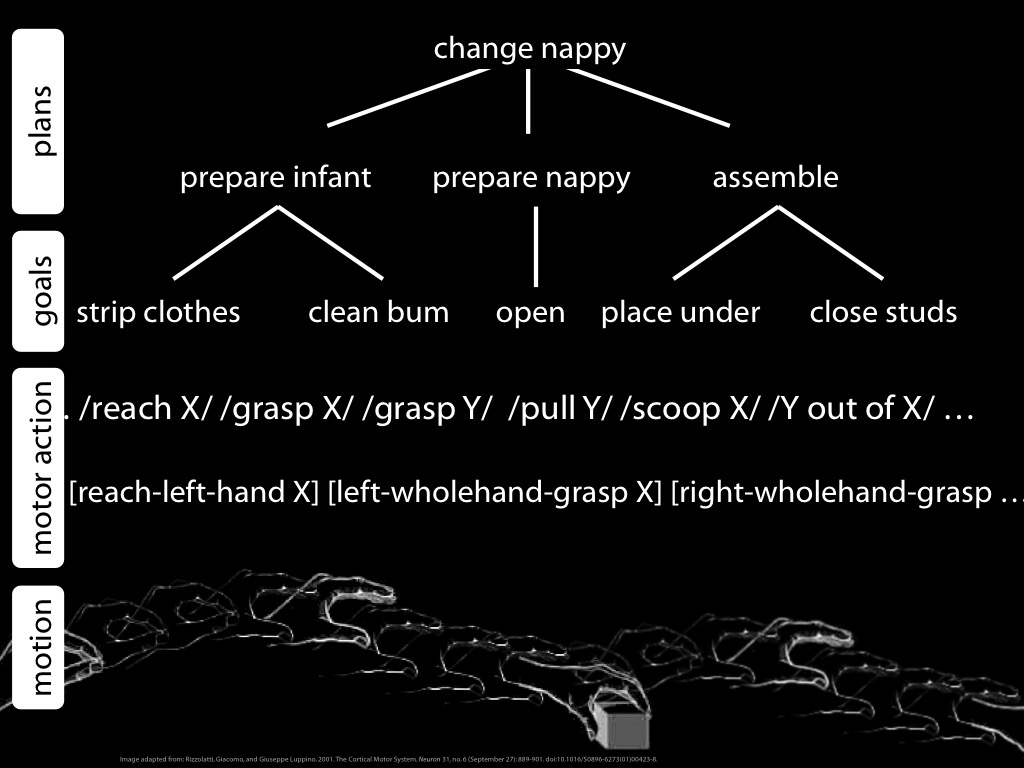 plans
change nappy
prepare infant prepare nappy assemble
goals
strip clothes clean bum open place under close studs
motor action
. /reach X/ /grasp X/ /grasp Y/ /pull Y/ /scoop X/ /Y out of X/ …
[reach-left-hand X] [left-wholehand-grasp X] [right-wholehand-grasp …
motion
Image adapted from: Rizzolatti, Giacomo, and Giuseppe Luppino. 2001. The Cortical Motor System. Neuron 31, no. 6 (September 27): 889-901. doi:10.1016/S0896-6273(01)00423-8.